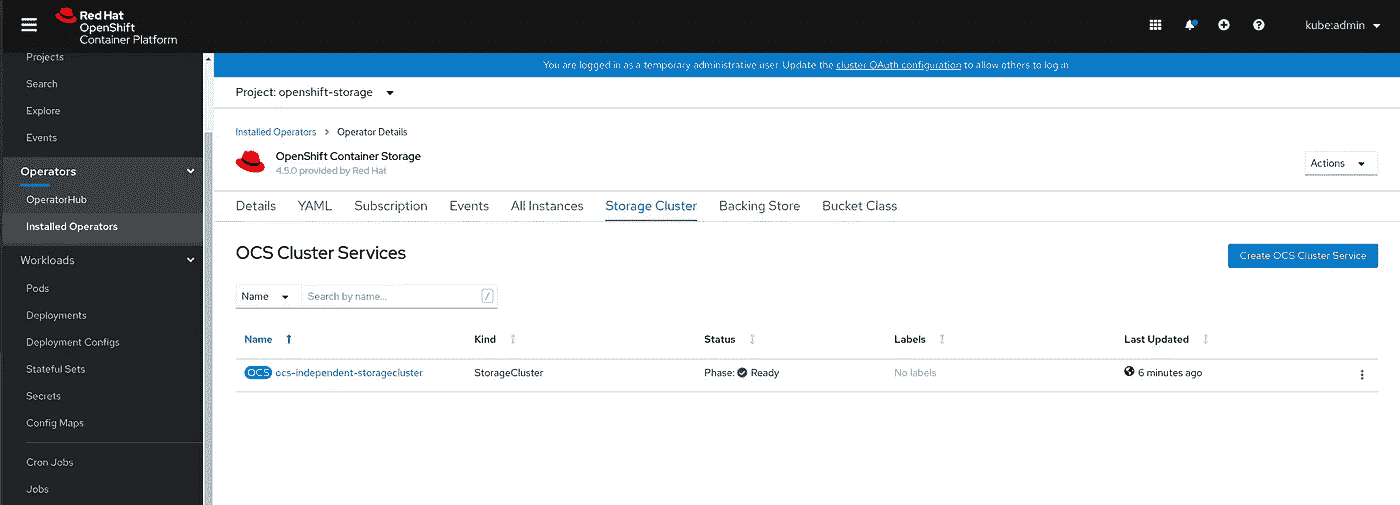 Red Hat
OpenShift
Container Platform
kube:admin
Projects
Search
Explore
Events
Operators
OperatorHub
Installed Operators
Workloads
Pods
Deployments
Deployment Configs
Stateful Sets
Secrets
Config Maps
Cron Jobs
Jobs
You are logged in as a temporary administrative user. Update the cluster OAuth configuration to allow others to log in.
Project: openshift-storage
Installed Operators > Operator Details
OpenShift Container Storage
4.5.0 provided by Red Hat
Actions
Details YAML Subscription Events All Instances Storage Cluster Backing Store Bucket Class
OCS Cluster Services
Create OCS Cluster Service
Name Search by name... /
Name Kind Status Labels Last Updated
OCS ocs-independent-storagecluster StorageCluster Phase: Ready No labels 6 minutes ago